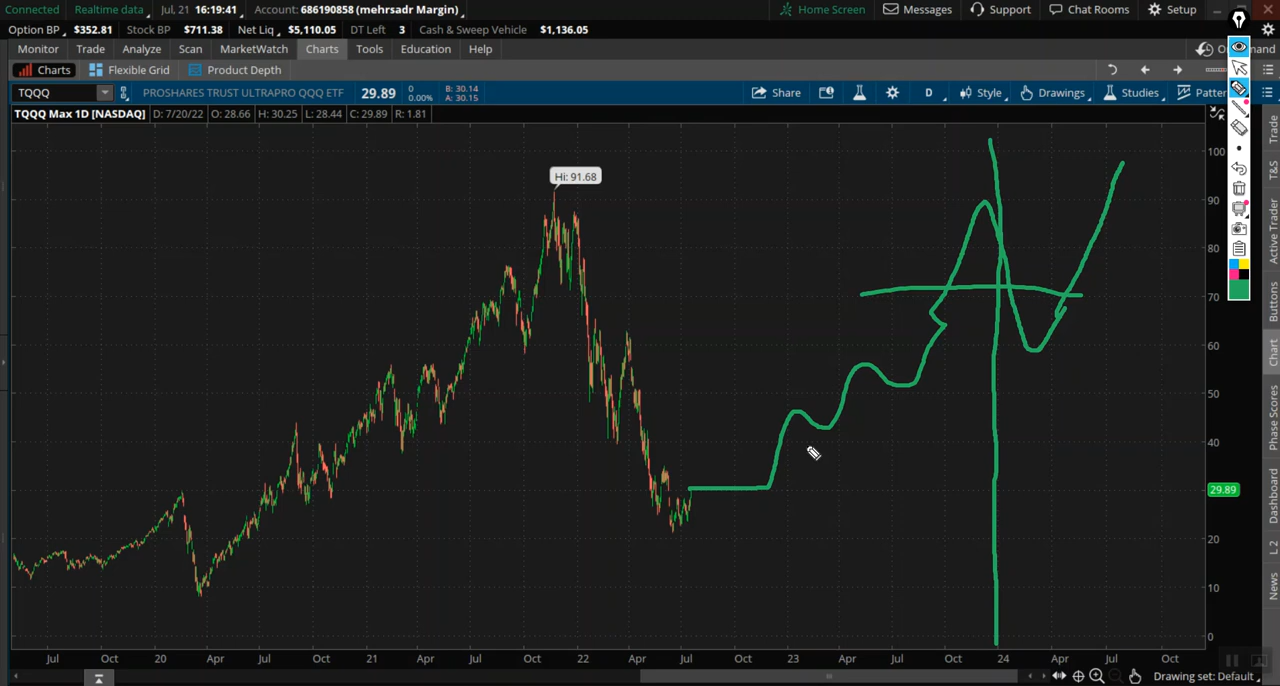 Connected Realtime data Jul, 21 16:19:41 Account: 686190858 (mehrsadr Margin) Home Screen Messages Support Chat Rooms Setup
Option BP $352.81 Stock BP $711.38 Net Liq $5,110.05 DT Left 3 Cash & Sweep Vehicle $1,136.05
Monitor Trade Analyze Scan MarketWatch Charts Tools Education Help
Charts Flexible Grid Product Depth
TQQQ PROSHARES TRUST ULTRAPRO QQQ ETF 29.89 0 B: 30.14
0.00% A: 30.15
Share D Style Drawings Studies
TQQQ Max 1D [NASDAQ] D: 7/20/22 O: 28.66 H: 30.25 L: 28.44 C: 29.89 R: 1.81
Hi: 91.68
100
90
80
70
60
50
40
29.89
20
10
0
Jul Oct 20 Apr Jul Oct 21 Apr Jul Oct 22 Apr Jul Oct 23 Apr Jul Oct 24 Apr Jul Oct
Drawing set: Default
Trade
T&S
Active Trader
Buttons
Chart
Phase Scores
Dashboard
L 2
News